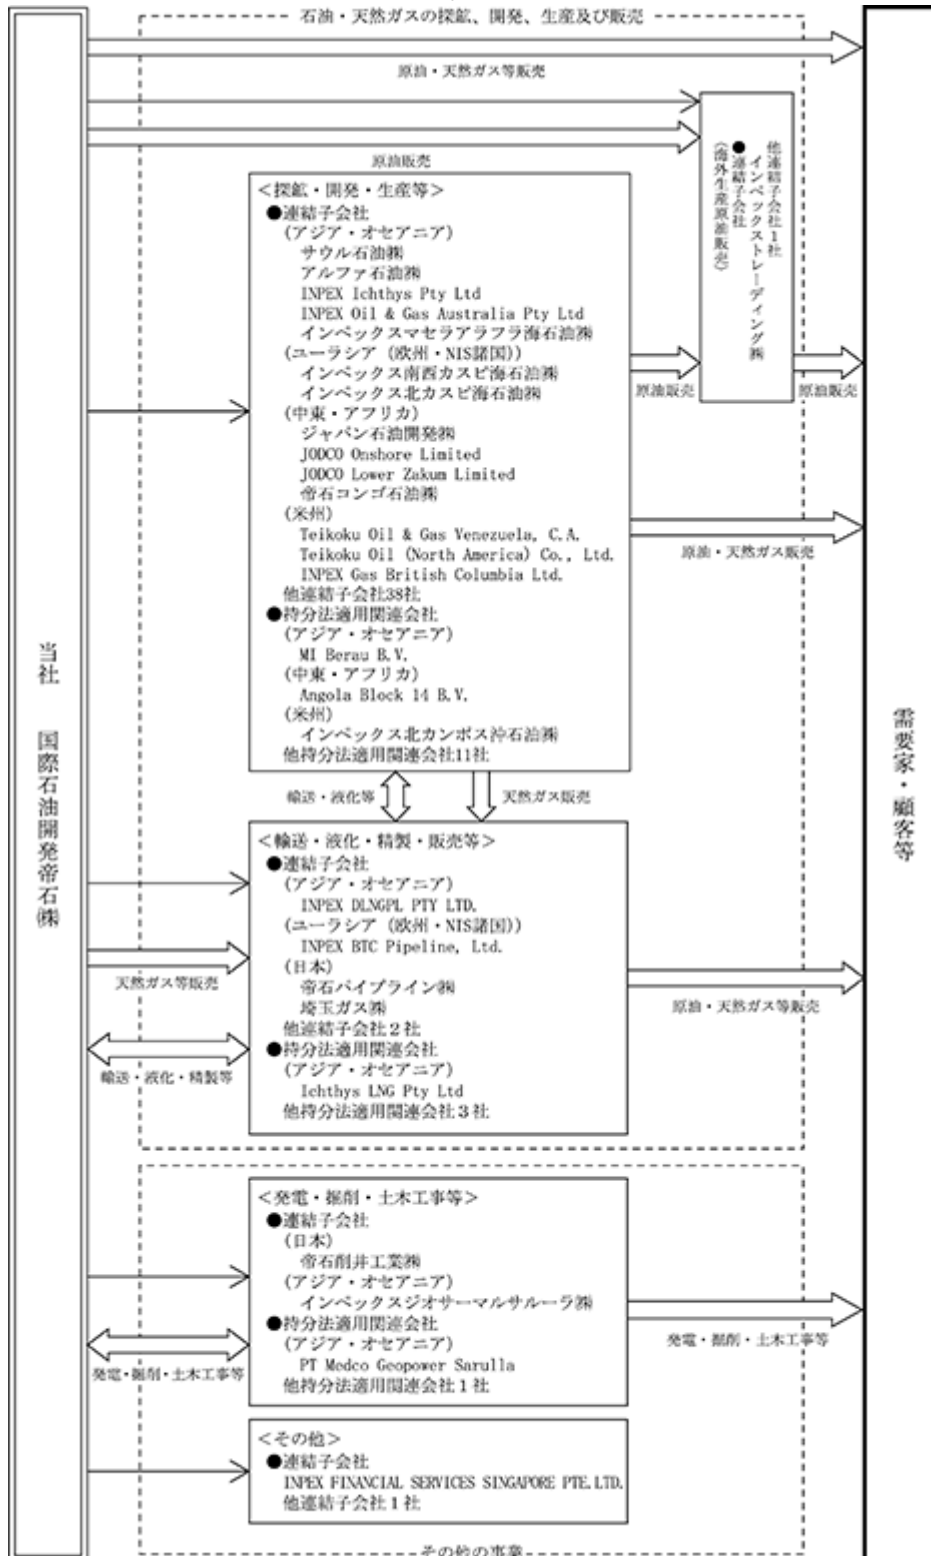 石油・天然ガスの探鉱、開発、生産及び販売
原油・天然ガス等販売
原油販売
他連結子会社1社
インペックストレーディング㈱
●連結子会社
(海外生産原油販売)
<探鉱・開発・生産等>
●連結子会社
(アジア・オセアニア)
サウル石油㈱
アルファ石油㈱
INPEX Ichthys Pty Ltd
INPEX Oil & Gas Australia Pty Ltd
インペックスマセラアラフラ海石油㈱
(ユーラシア (欧州・NIS諸国))
インペックス南西カスピ海石油㈱
インペックス北カスピ海石油㈱
(中東・アフリカ)
ジャパン石油開発㈱
JODCO Onshore Limited
JODCO Lower Zakum Limited
帝石コンゴ石油㈱
(米州)
Teikoku Oil & Gas Venezuela, C.A.
Teikoku Oil (North America) Co., Ltd.
INPEX Gas British Columbia Ltd.
他連結子会社38社
●持分法適用関連会社
(アジア・オセアニア)
MI Berau B.V.
(中東・アフリカ)
Angola Block 14 B.V.
(米州)
インペックス北カンポス沖石油㈱
他持分法適用関連会社11社
原油販売
原油販売
原油・天然ガス販売
当社 国際石油開発帝石㈱
需要家・顧客等
輸送・液化等
天然ガス販売
<輸送・液化・精製・販売等>
●連結子会社
(アジア・オセアニア)
INPEX DLNGPL PTY LTD.
(ユーラシア (欧州・NIS諸国))
INPEX BTC Pipeline, Ltd.
(日本)
帝石パイプライン㈱
埼玉ガス㈱
他連結子会社2社
●持分法適用関連会社
(アジア・オセアニア)
Ichthys LNG Pty Ltd
他持分法適用関連会社3社
天然ガス等販売
輸送・液化・精製等
原油・天然ガス等販売
<発電・掘削・土木工事等>
●連結子会社
(日本)
帝石削井工業㈱
(アジア・オセアニア)
インペックスジオサーマルサルーラ㈱
●持分法適用関連会社
(アジア・オセアニア)
PT Medco Geopower Sarulla
他持分法適用関連会社1社
発電・掘削・土木工事等
発電・掘削・土木工事等
<その他>
●連結子会社
INPEX FINANCIAL SERVICES SINGAPORE PTE.LTD.
他連結子会社1社
その他の事業